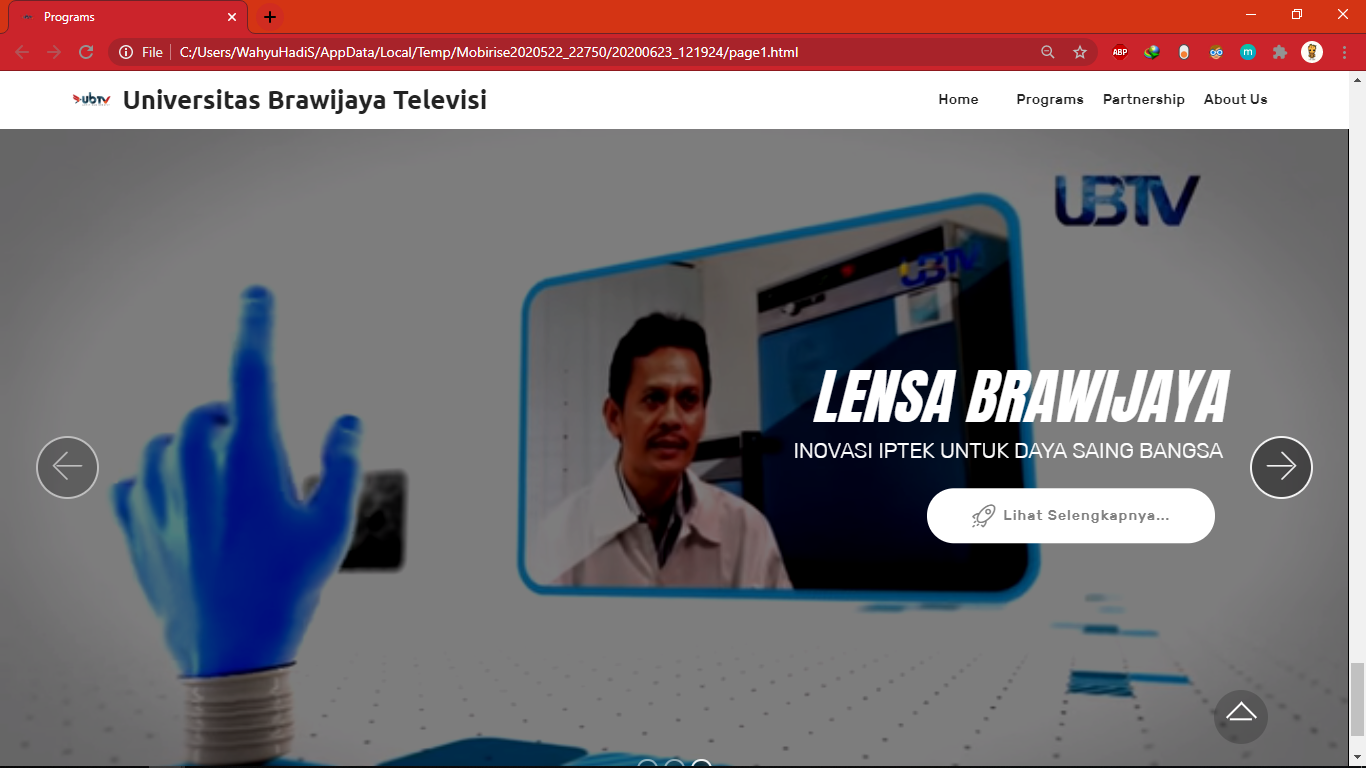 Programs
File
C:/Users/WahyuHadiS/AppData/Local/Temp/Mobirise2020522_22750/20200623_121924/page1.html
ABP
m
ubTV
Universitas Brawijaya Televisi
Home
Programs
Partnership
About Us
UBTV
UBTV
LENSA BRAWIJAYA
INOVASI IPTEK UNTUK DAYA SAING BANGSA
Lihat Selengkapnya...